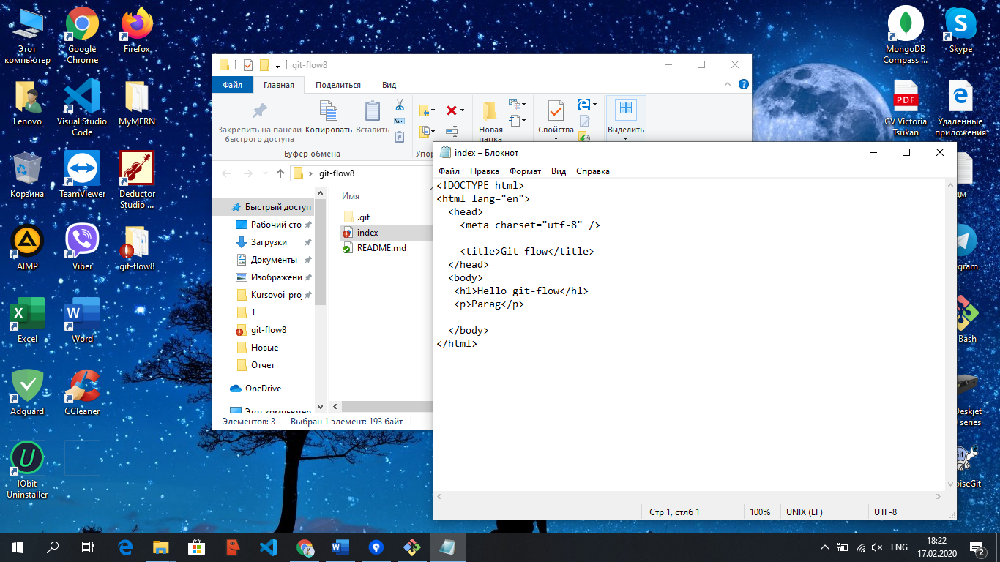 Этот компьютер
Google Chrome
Firefox
Lenovo
Visual Studio Code
MyMERN
Корзина
TeamViewer
Deductor Studio ...
AIMP
Viber
git-flow8
Excel
Word
Adguard
CCleaner
IObit Uninstaller
MongoDB Compass ...
Skype
PDF
CV Victoria Tsukan
Удаленные приложения
дм
gram
Bash
Deskjet
series
oiseGit
git-flow8
Файл
Главная
Поделиться
Вид
Закрепить на панели быстрого доступа
Копировать
Вставить
Буфер обмена
Упор
Новая папка
Свойства
Выделить
git-flow8
Имя
.git
index
README.md
Быстрый доступ
Рабочий сто.
Загрузки
Документы
Изображени
Kursovoi_pro
1
git-flow8
Новые
Отчет
OneDrive
Этот компьютер
Элементов: 3
Выбран 1 элемент: 193 байт
index – Блокнот
Файл Правка Формат Вид Справка
<!DOCTYPE html>
<html lang="en">
<head>
<meta charset="utf-8" />
<title>Git-flow</title>
</head>
<body>
<h1>Hello git-flow</h1>
<p>Parag</p>
</body>
</html>
Стр 1, стлб 1
100%
UNIX (LF)
UTF-8
ENG
18:22
17.02.2020
2